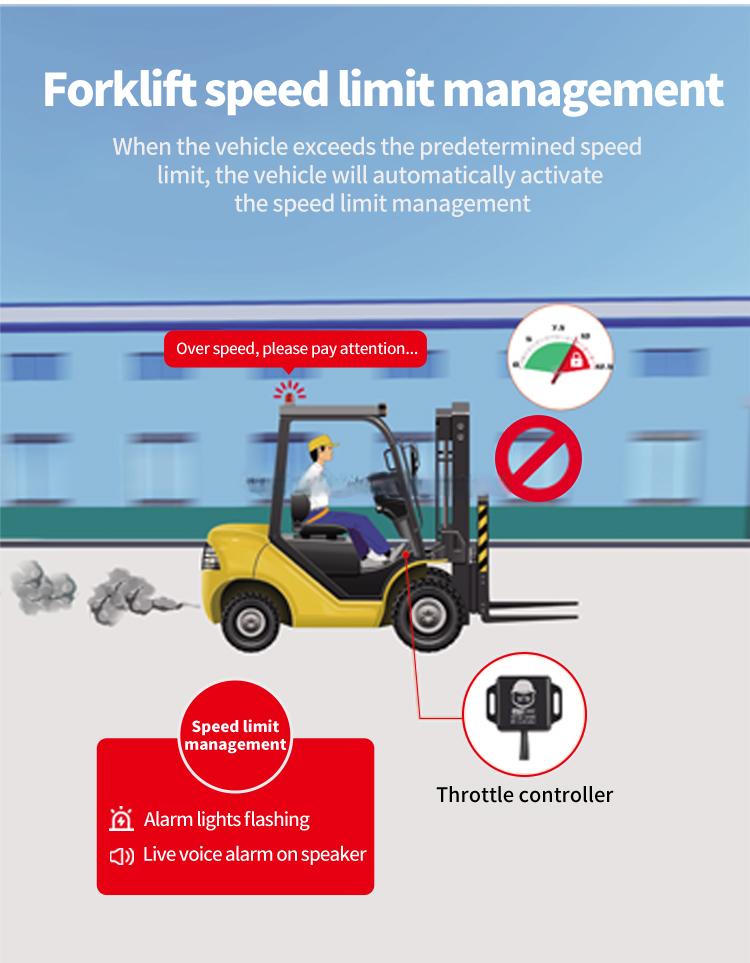 Forklift speed limit management
When the vehicle exceeds the predetermined speed
limit, the vehicle will automatically activate
the speed limit management
Over speed, please pay attention...
7.5
10
Speed limit
management
Throttle controller
Alarm lights flashing
Live voice alarm on speaker